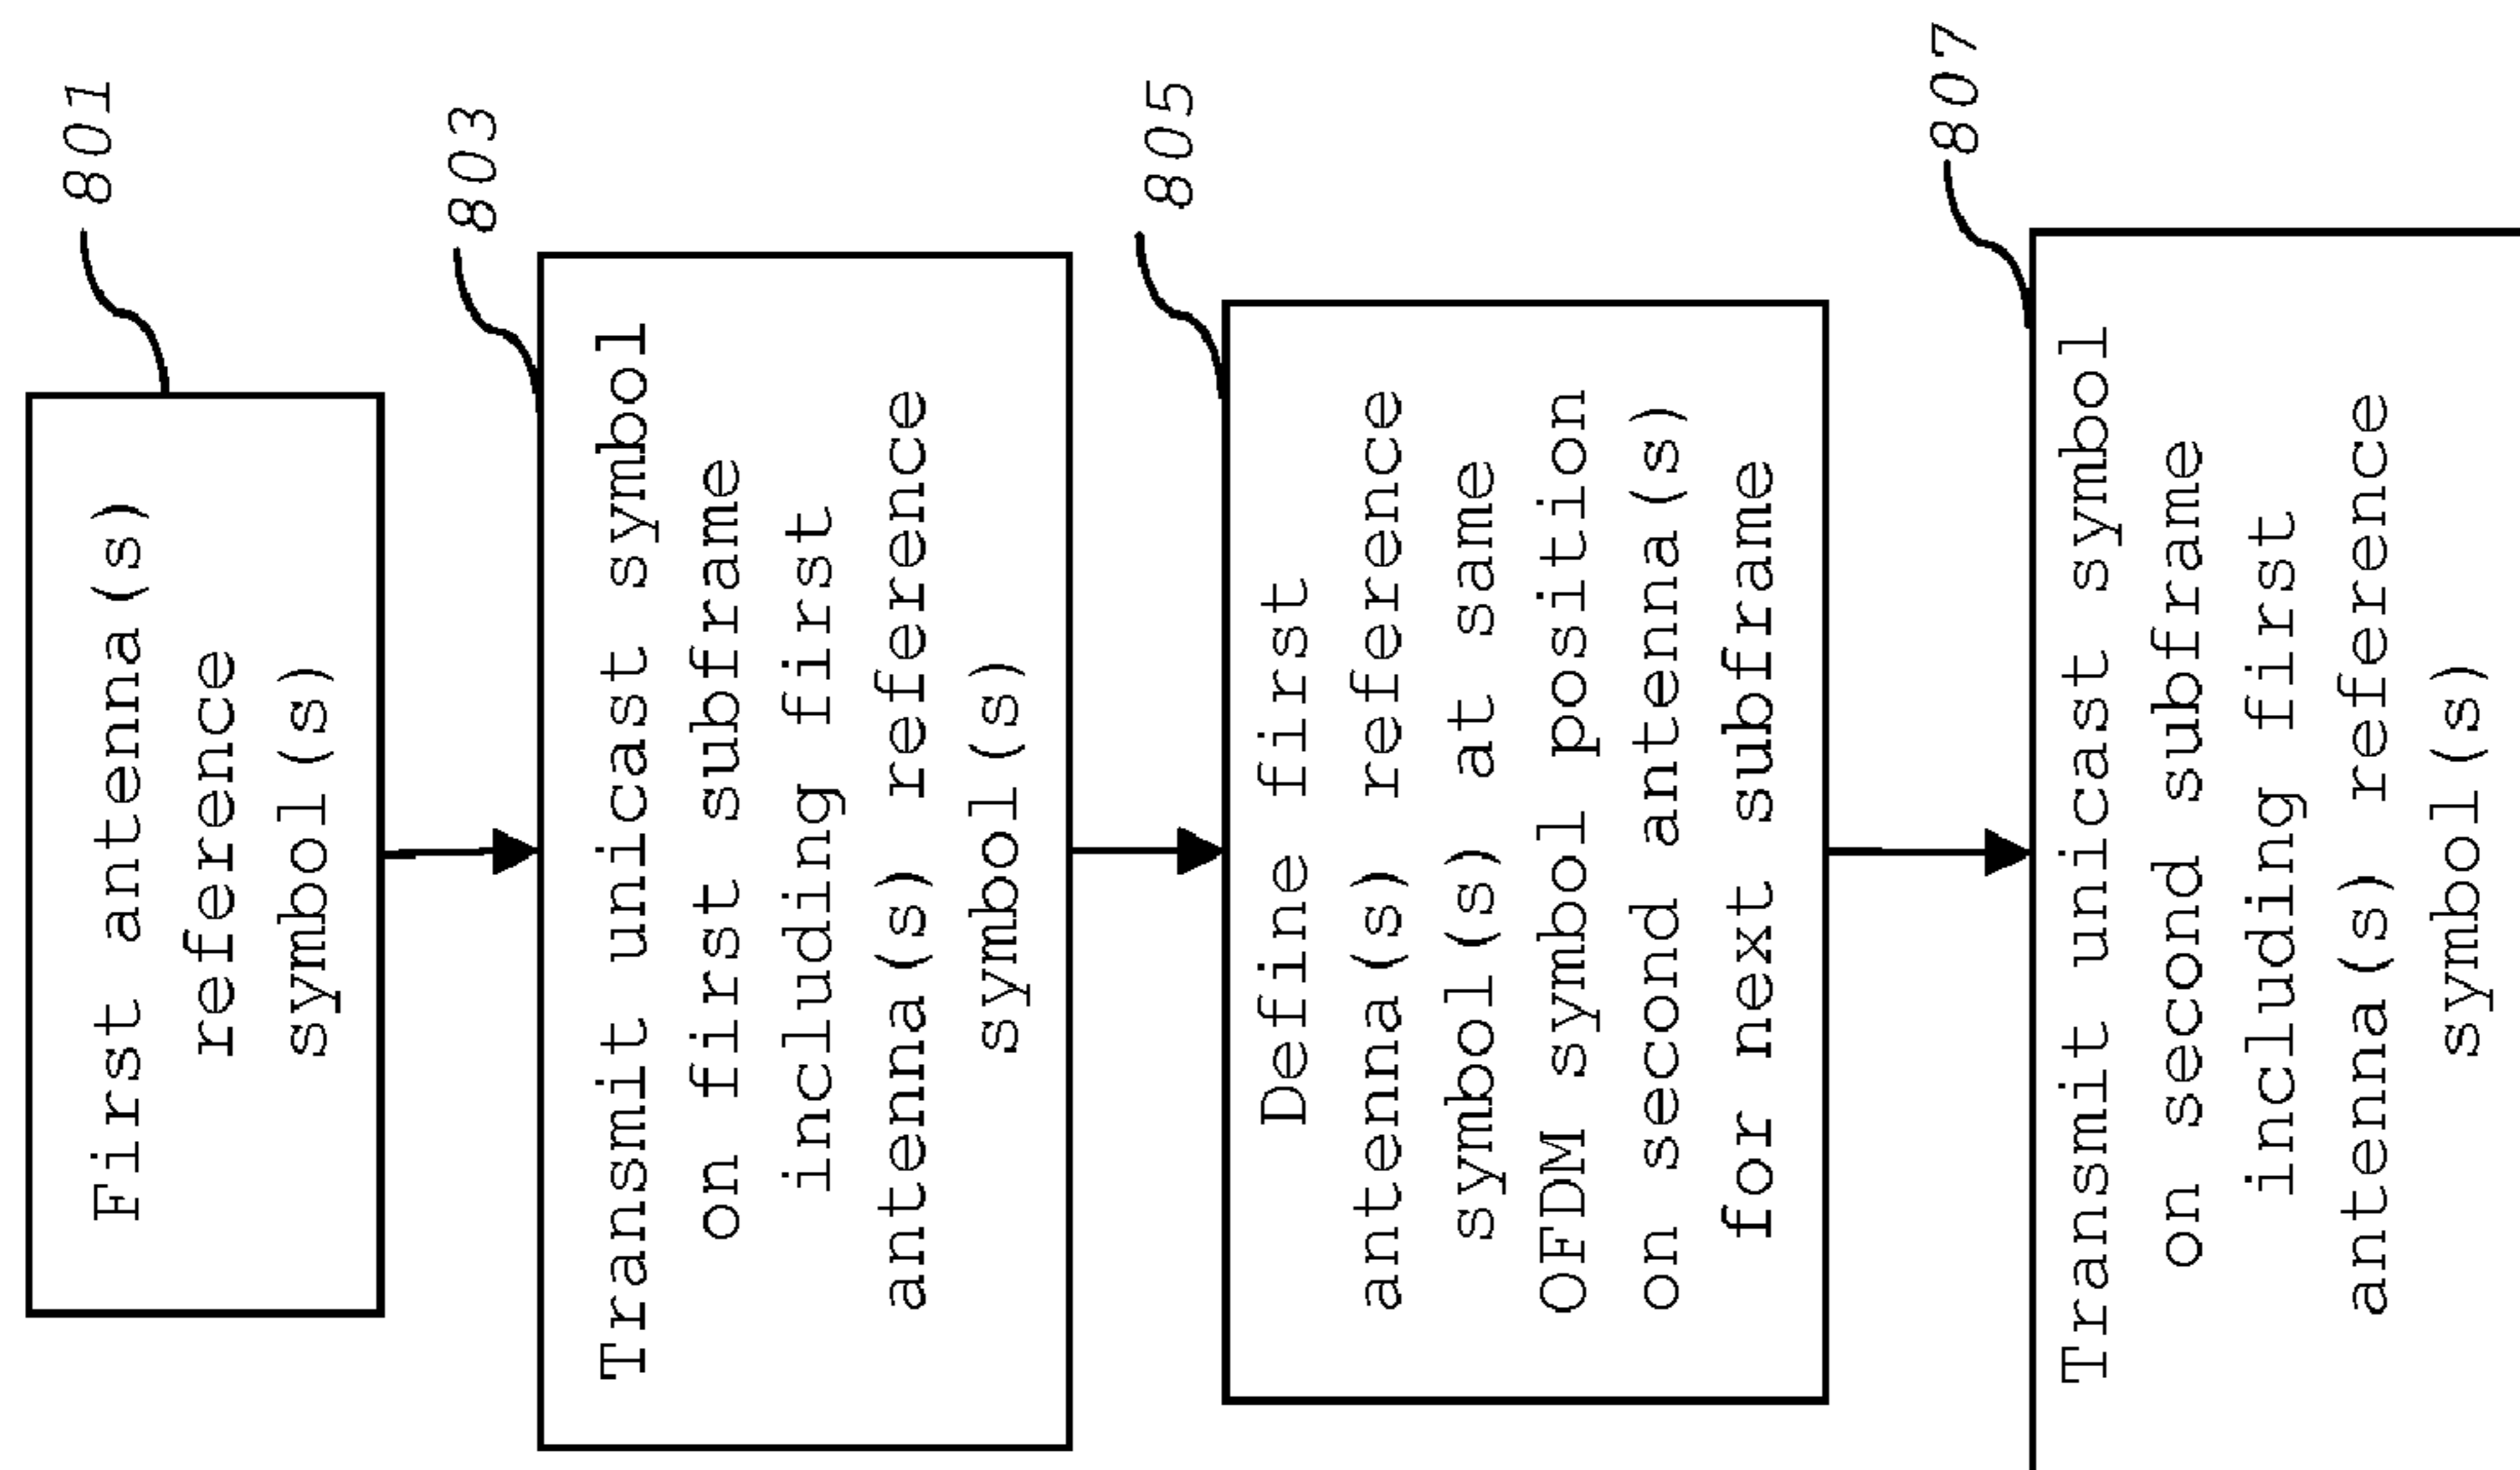 801
First antenna(s)
reference
symbol(s)
803
Transmit unicast symbol
on first subframe
including first
antenna(s) reference
symbol(s)
805
Define first
antenna(s) reference
symbol(s) at same
OFDM symbol position
on second antenna(s)
for next subframe
807
Transmit unicast symbol
on second subframe
including first
antenna(s) reference
symbol(s)